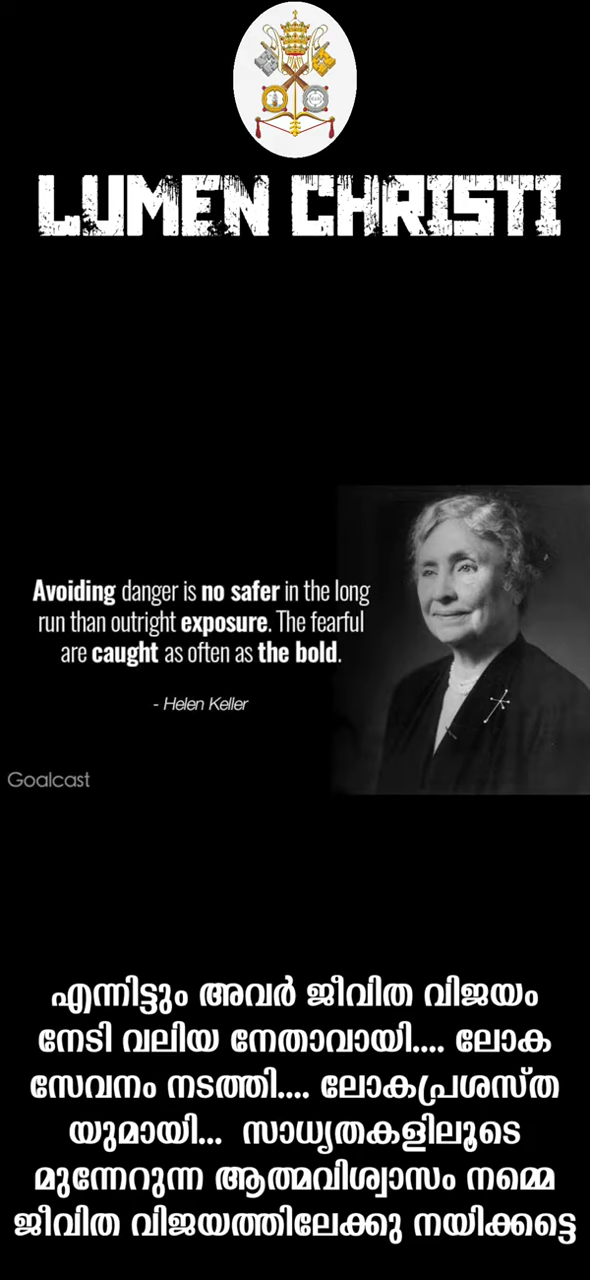 LUMEN CHRISTI
Avoiding danger is no safer in the long
run than outright exposure. The fearful
are caught as often as the bold.
- Helen Keller
Goalcast
എന്നിട്ടും അവർ ജീവിത വിജയം
നേടി വലിയ നേതാവായി.... ലോക
സേവനം നടത്തി.... ലോകപ്രശസ്ത
യുമായി... സാധ്യതകളിലൂടെ
മുന്നേറുന്ന ആത്മവിശ്വാസം നമ്മെ
ജീവിത വിജയത്തിലേക്കു നയിക്കട്ടെ